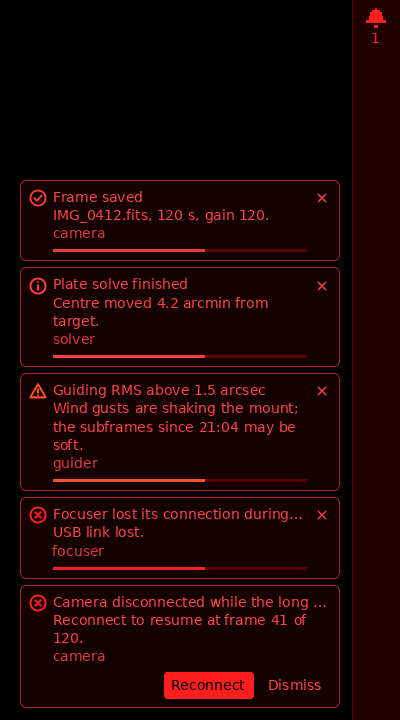 1
Frame saved
IMG_0412.fits, 120 s, gain 120.
camera
Plate solve finished
Centre moved 4.2 arcmin from
target.
solver
Guiding RMS above 1.5 arcsec
Wind gusts are shaking the mount;
the subframes since 21:04 may be
soft.
guider
Focuser lost its connection during…
USB link lost.
focuser
Camera disconnected while the long …
Reconnect to resume at frame 41 of
120.
camera
Reconnect Dismiss